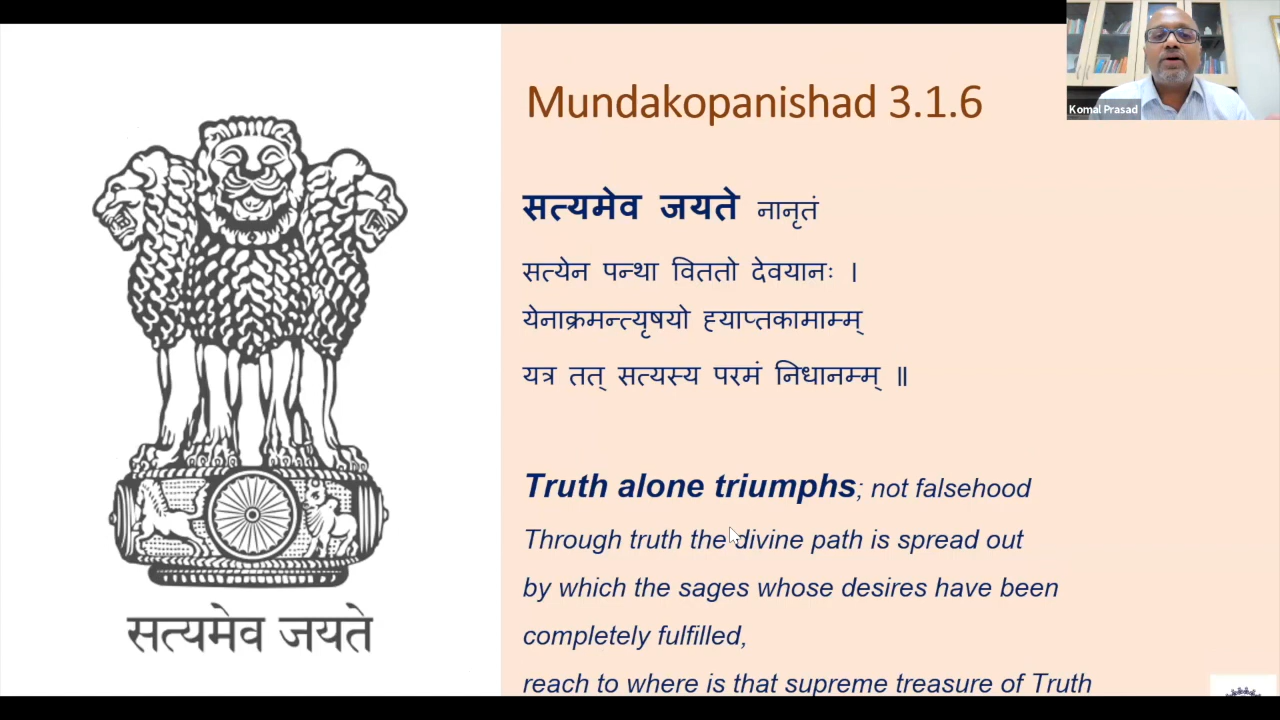 Komal Prasad
Mundakopanishad 3.1.6
सत्यमेव जयते नानृतं
सत्येन पन्था विततो देवयानः ।
येनाक्रमन्त्यृषयो ह्याप्तकामाम्म्
यत्र तत् सत्यस्य परमं निधानम्म् ॥
Truth alone triumphs; not falsehood
Through truth the divine path is spread out
by which the sages whose desires have been
completely fulfilled,
reach to where is that supreme treasure of Truth
सत्यमेव जयते